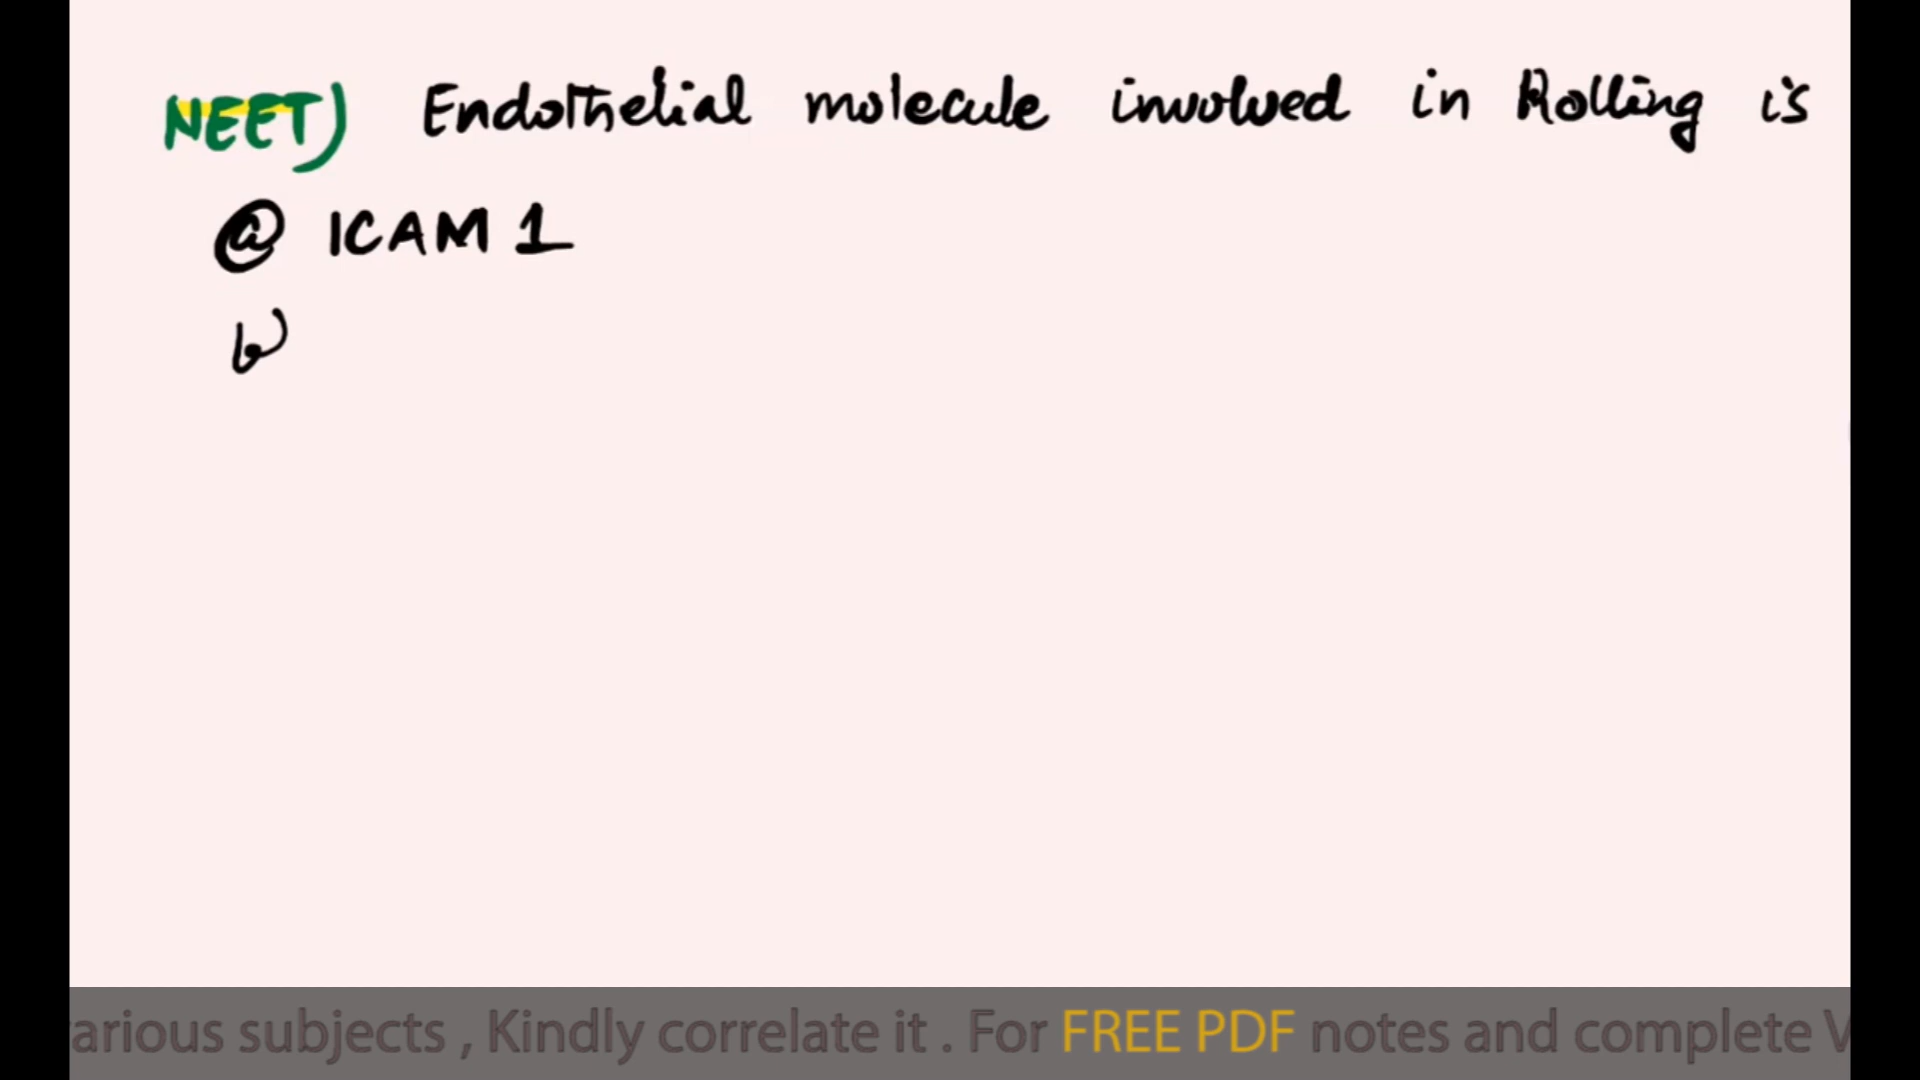 NEET) Endothelial molecule involved in Rolling is
(a) ICAM 1
b)
arious subjects , Kindly correlate it . For FREE PDF notes and complete V